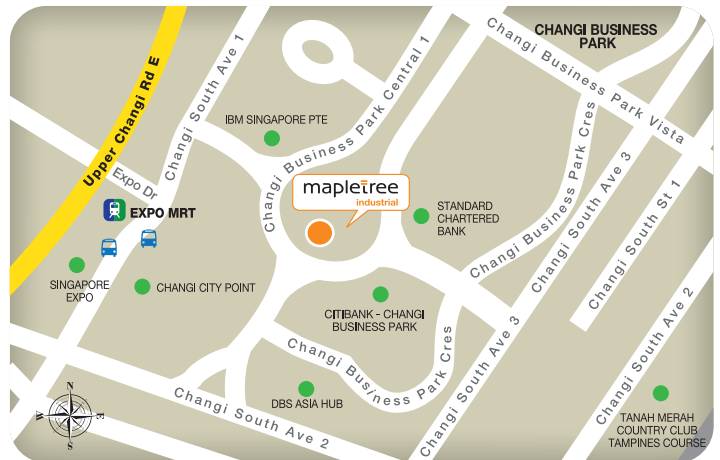 CHANGI BUSINESS
PARK
Upper Changi Rd E
Changi South Ave 1
Changi Business Park Central 1
Changi Business Park Vista
IBM SINGAPORE PTE
Expo Dr
EXPO MRT
mapletree
industrial
STANDARD
CHARTERED
BANK
Changi Business Park Cres
Changi South Ave 3
Changi South St 1
SINGAPORE
EXPO
CHANGI CITY POINT
CITIBANK - CHANGI
BUSINESS PARK
Changi Business Park Cres
Changi South Ave 3
Changi South Ave 2
DBS ASIA HUB
Changi South Ave 2
TANAH MERAH
COUNTRY CLUB
TAMPINES COURSE
N
W
E
S